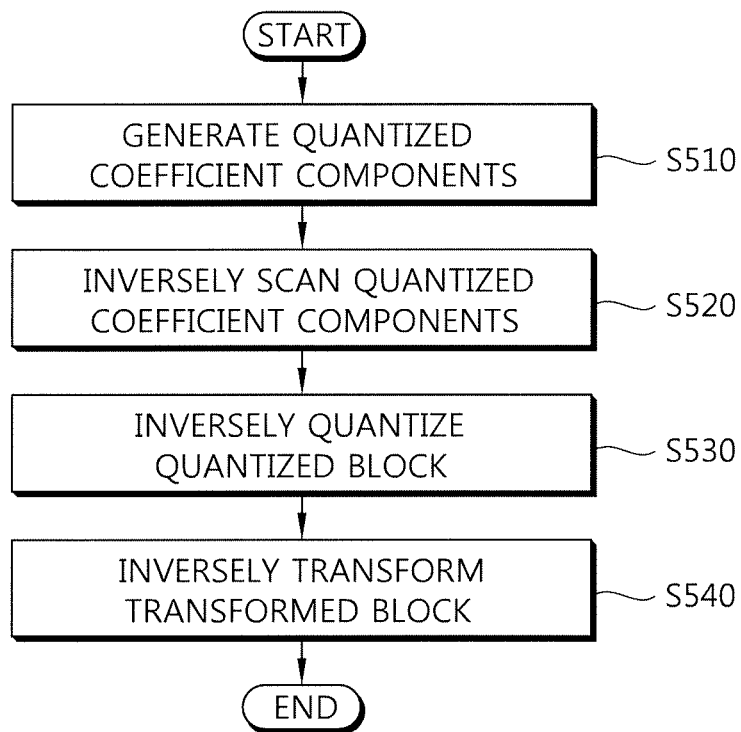 START
GENERATE QUANTIZED
COEFFICIENT COMPONENTS
S510
INVERSELY SCAN QUANTIZED
COEFFICIENT COMPONENTS
S520
INVERSELY QUANTIZE
QUANTIZED BLOCK
S530
INVERSELY TRANSFORM
TRANSFORMED BLOCK
S540
END